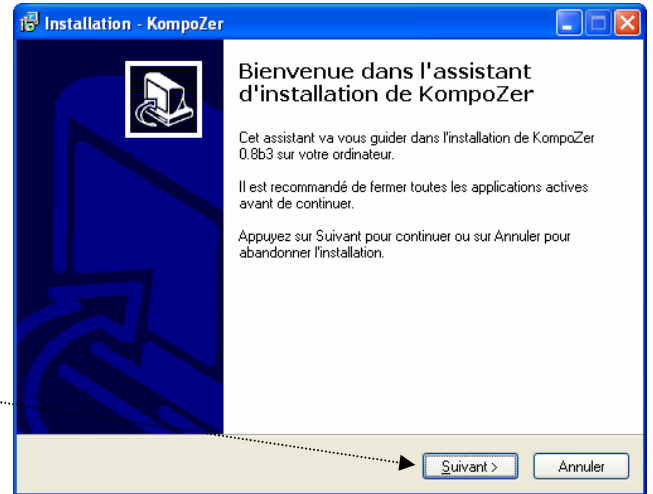 Installation - KompoZer
Bienvenue dans l'assistant
d'installation de KompoZer
Cet assistant va vous guider dans l'installation de KompoZer
0.8b3 sur votre ordinateur.
Il est recommandé de fermer toutes les applications actives
avant de continuer.
Appuyez sur Suivant pour continuer ou sur Annuler pour
abandonner l'installation.
Suivant >
Annuler